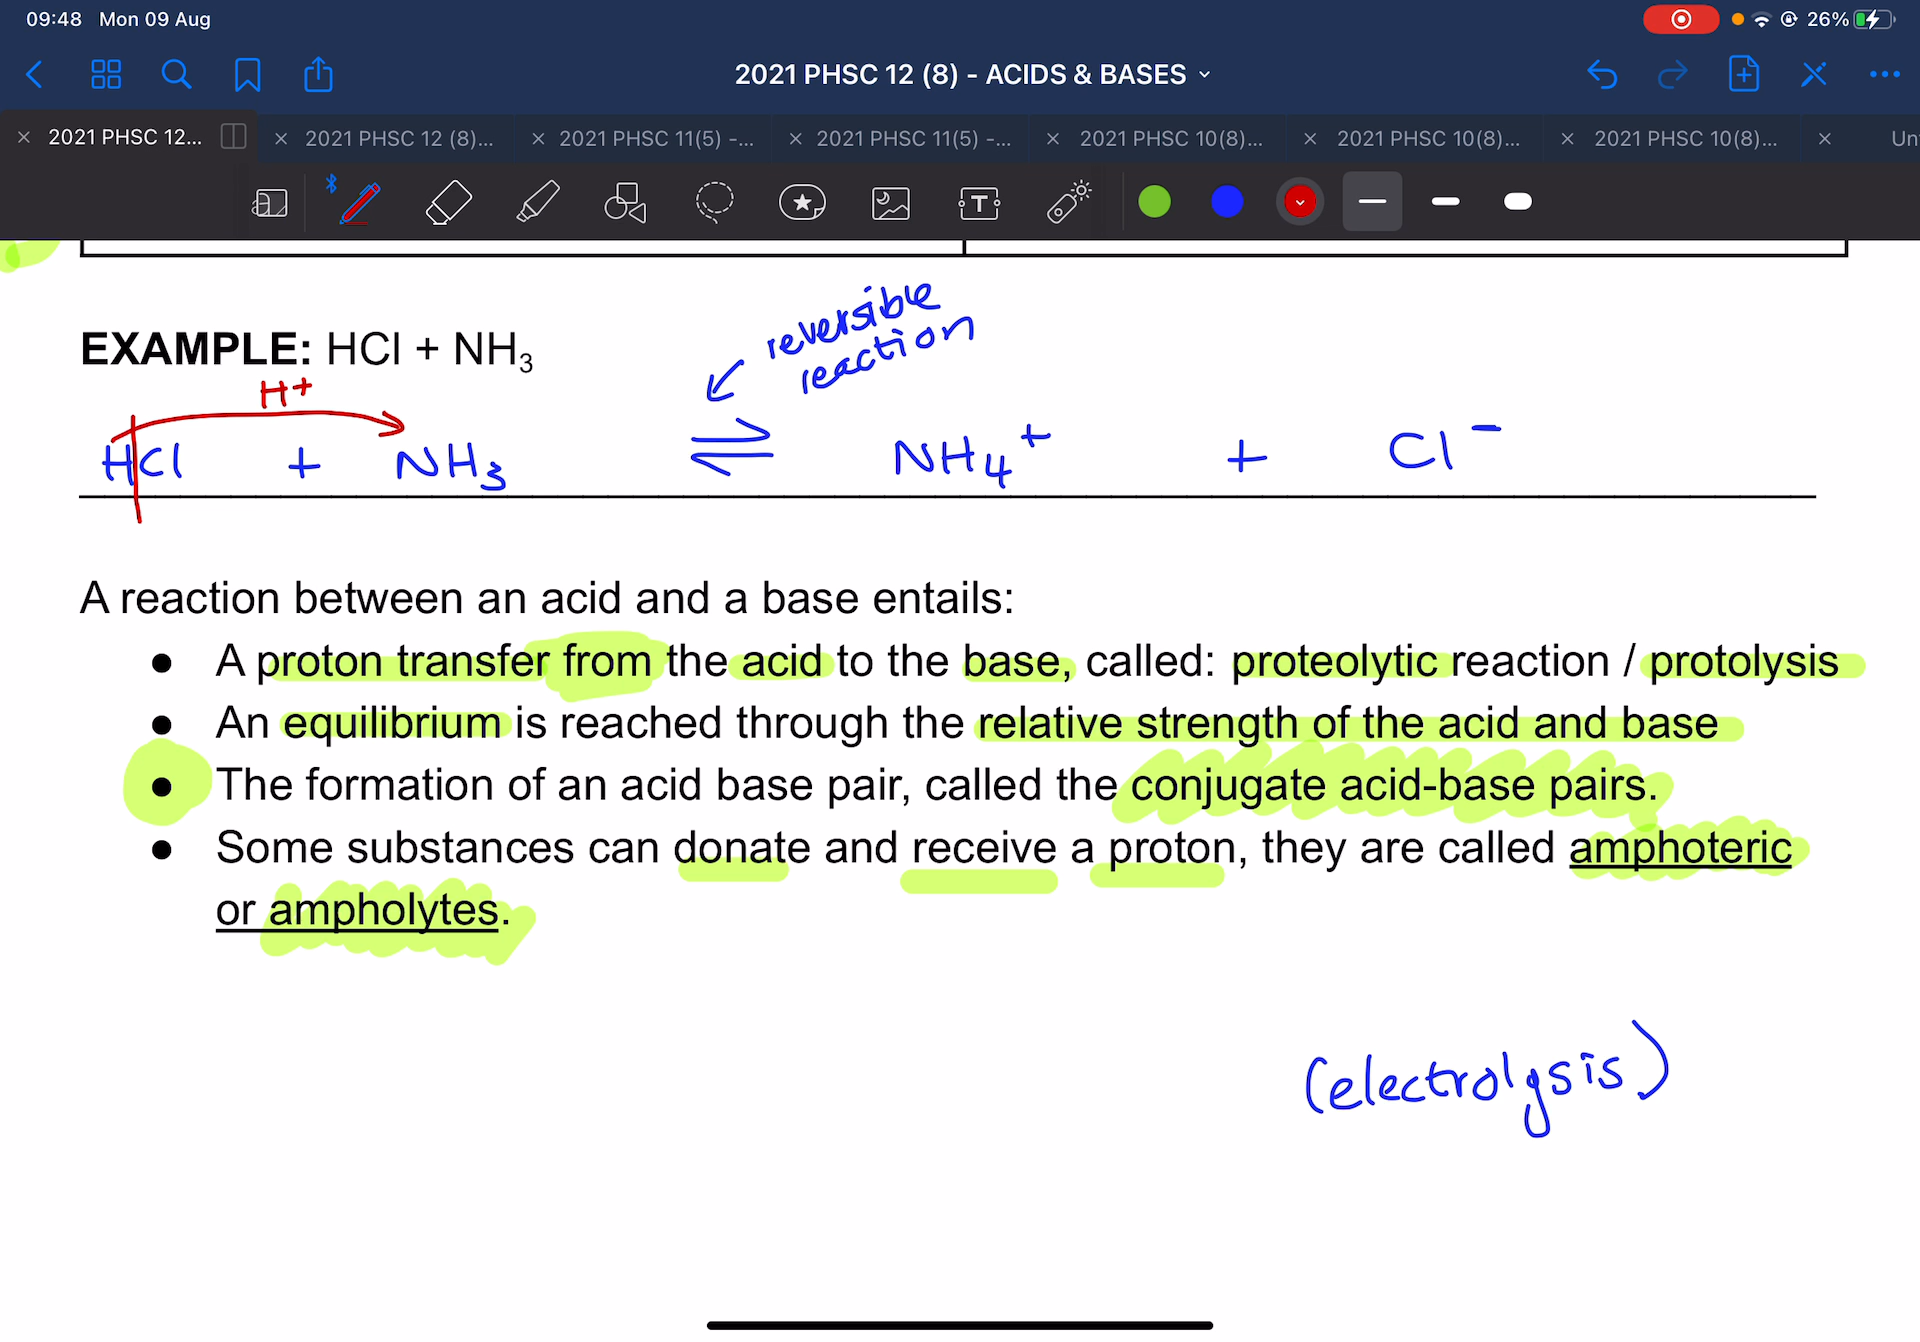 09:48 Mon 09 Aug
26%
2021 PHSC 12 (8) - ACIDS & BASES
2021 PHSC 12... 2021 PHSC 12 (8)... 2021 PHSC 11(5) -... 2021 PHSC 11(5) -... 2021 PHSC 10(8)... 2021 PHSC 10(8)... 2021 PHSC 10(8)... Un
T
reversible
reaction
EXAMPLE: HCl + NH₃
H⁺
HCl + NH₃ ⇌ NH₄⁺ + Cl⁻
A reaction between an acid and a base entails:
● A proton transfer from the acid to the base, called: proteolytic reaction / protolysis
● An equilibrium is reached through the relative strength of the acid and base
● The formation of an acid base pair, called the conjugate acid-base pairs.
● Some substances can donate and receive a proton, they are called amphoteric
or ampholytes.
(electrolysis)